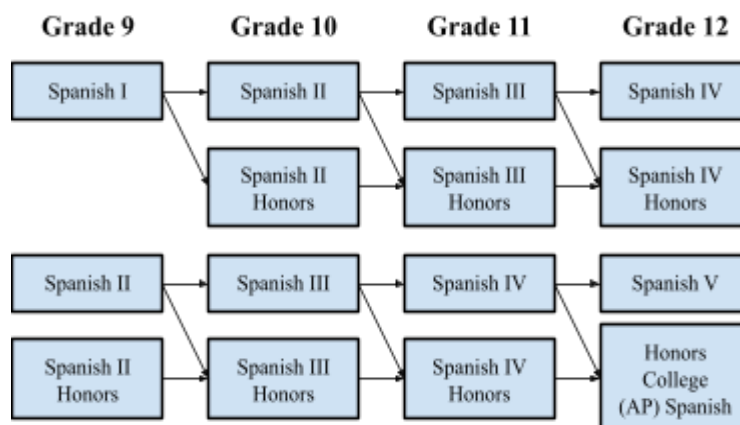 Grade 9 Grade 10 Grade 11 Grade 12
Spanish I Spanish II Spanish III Spanish IV
Spanish II Spanish III Spanish IV
Honors Honors Honors
Spanish II Spanish III Spanish IV Spanish V
Spanish II Spanish III Spanish IV Honors
Honors Honors Honors College
(AP) Spanish